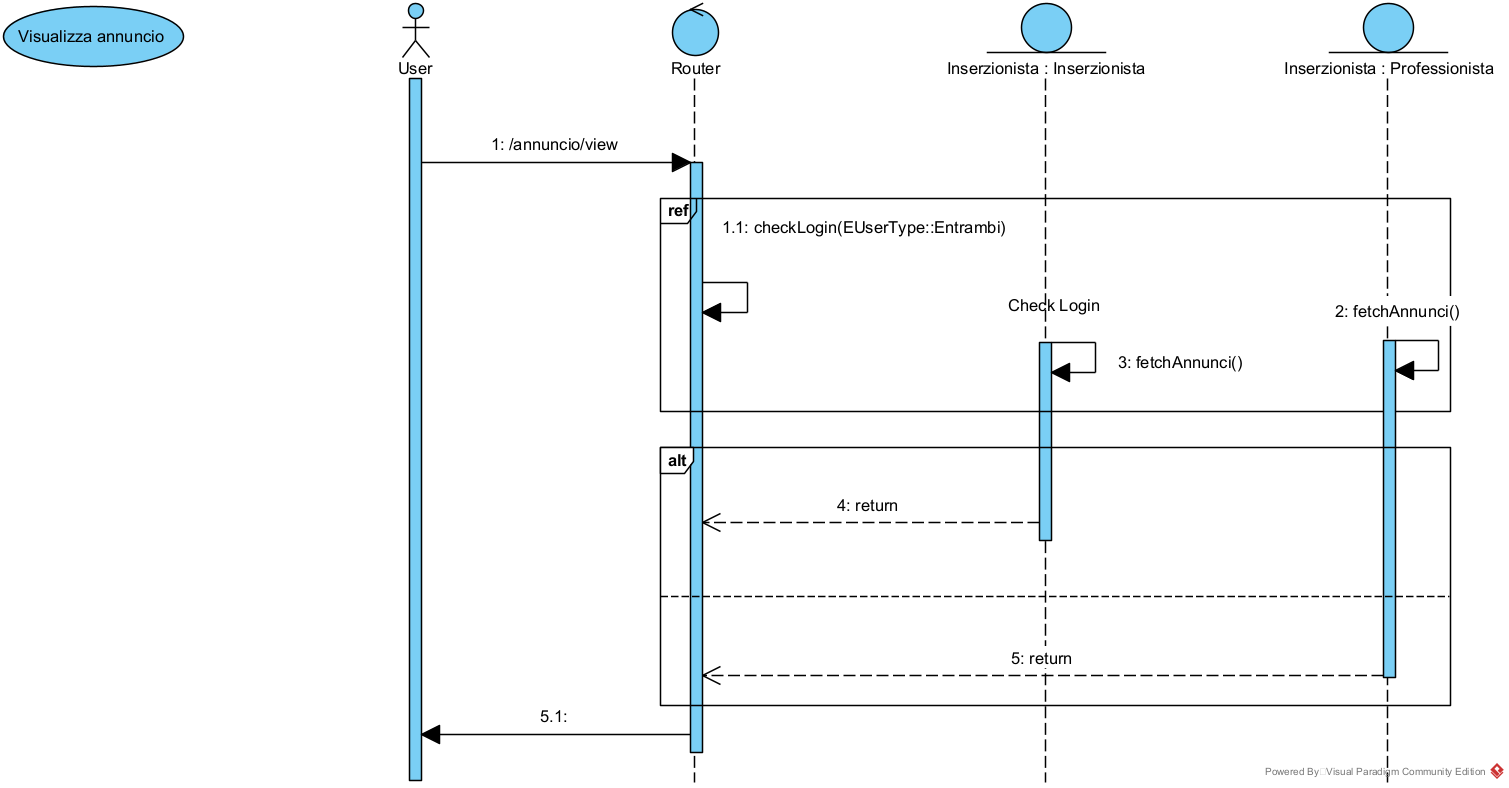 Visualizza annuncio
User
Router
Inserzionista : Inserzionista
Inserzionista : Professionista
1: /annuncio/view
ref
1.1: checkLogin(EUserType::Entrambi)
Check Login
2: fetchAnnunci()
3: fetchAnnunci()
alt
4: return
5: return
5.1:
Powered By Visual Paradigm Community Edition